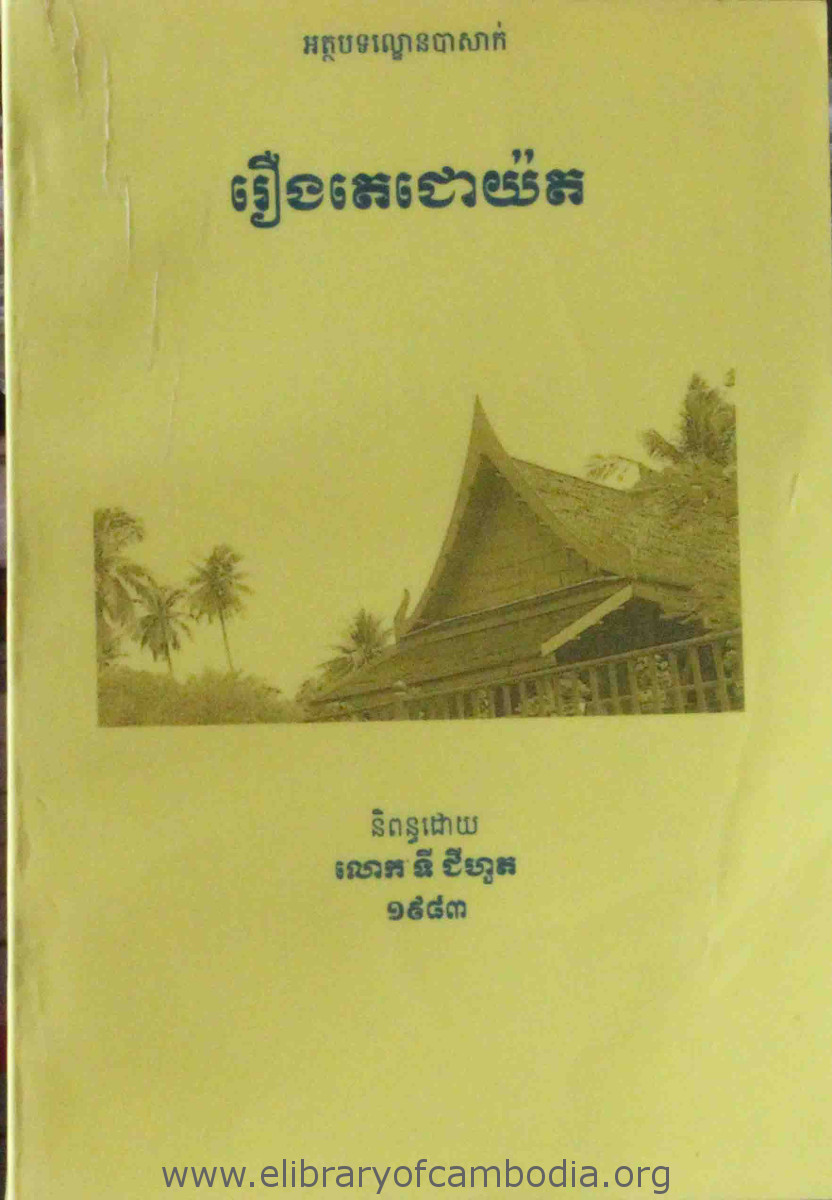 អត្ថបទល្ខោនបាសាក់
រឿងតេជោយ៉ត
និពន្ធដោយ
លោក ទី ជីហួត
១៩៨៣
www.elibraryofcambodia.org